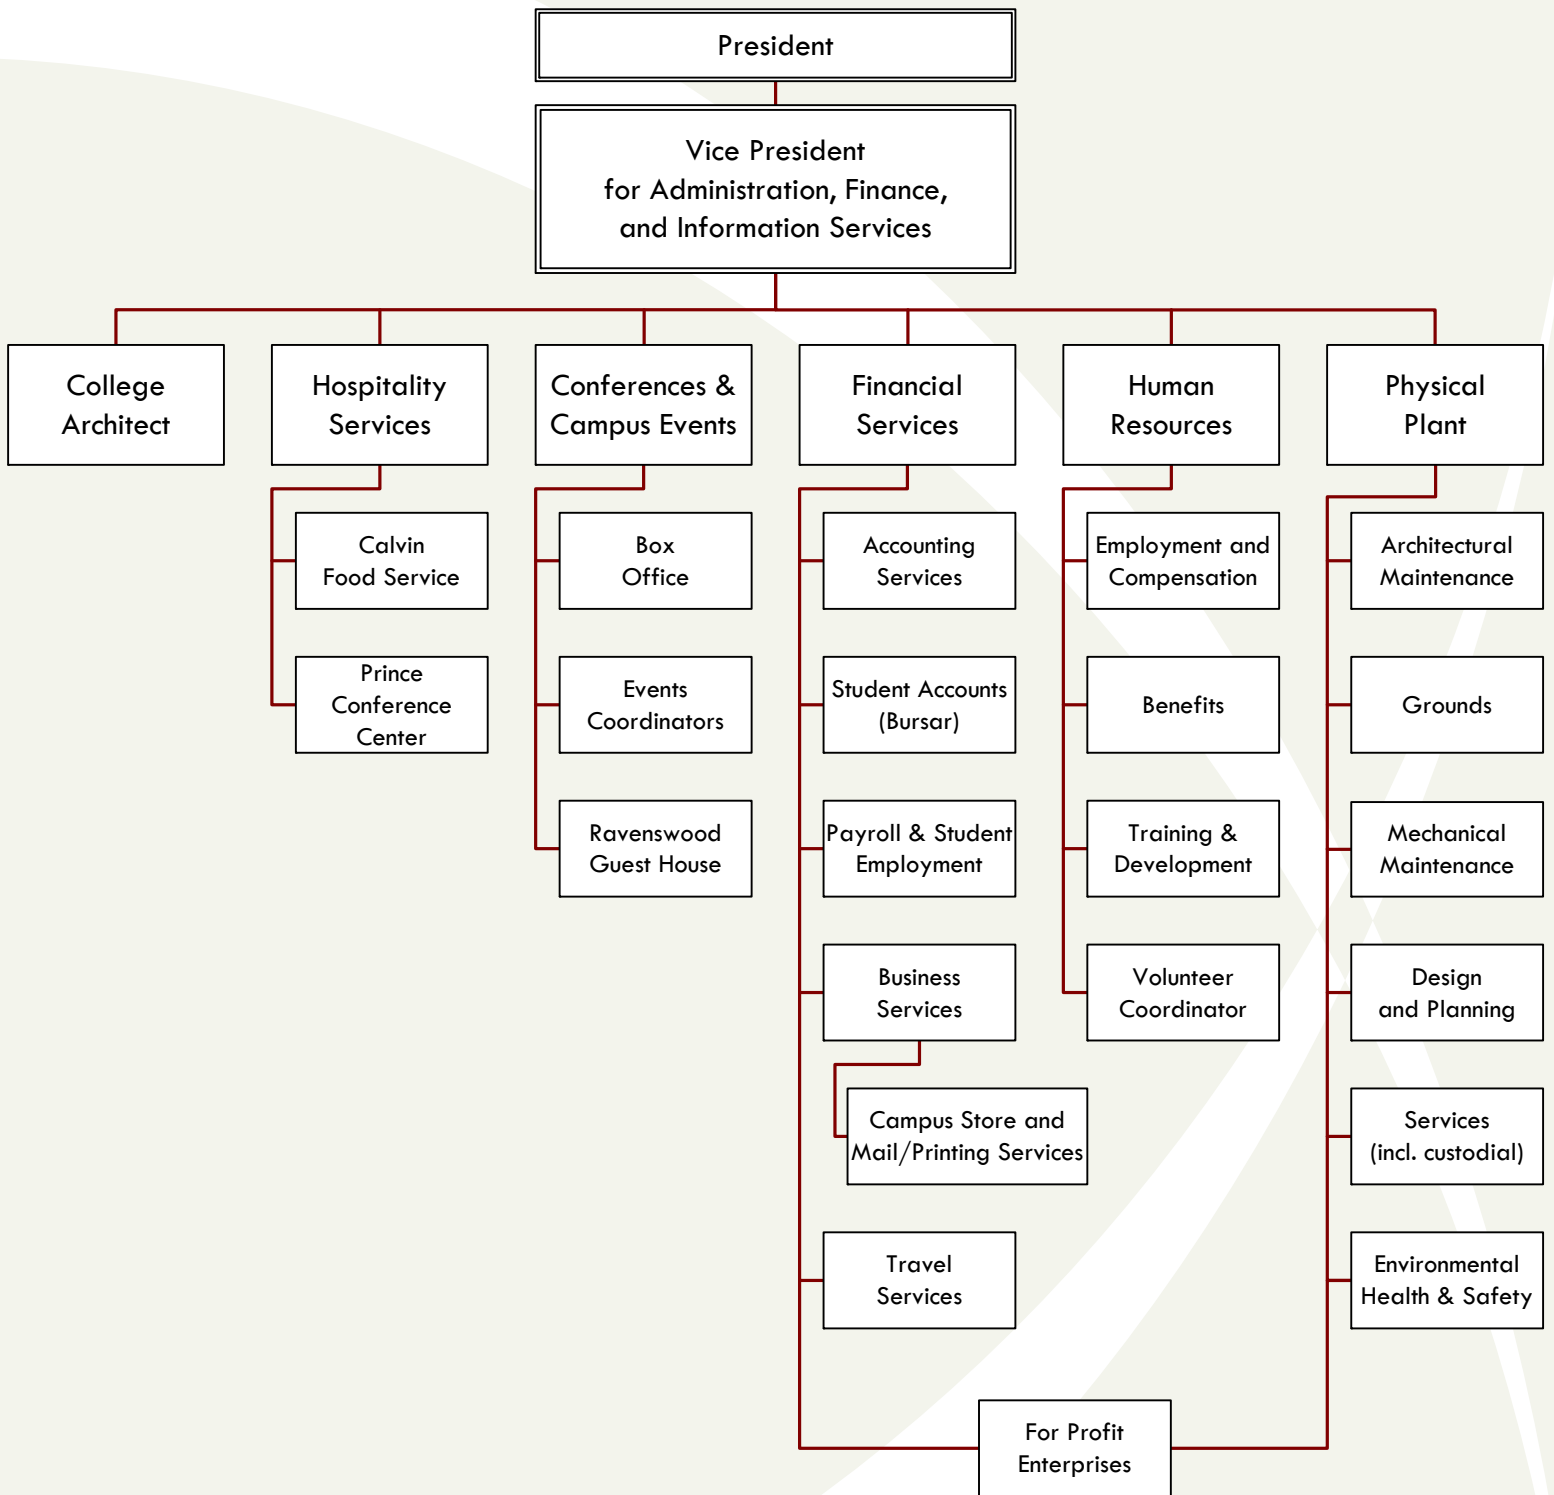 President
Vice President
for Administration, Finance,
and Information Services
College
Architect
Hospitality
Services
Conferences &
Campus Events
Financial
Services
Human
Resources
Physical
Plant
Calvin
Food Service
Prince
Conference
Center
Box
Office
Events
Coordinators
Ravenswood
Guest House
Accounting
Services
Student Accounts
(Bursar)
Payroll & Student
Employment
Business
Services
Campus Store and
Mail/Printing Services
Travel
Services
Employment and
Compensation
Benefits
Training &
Development
Volunteer
Coordinator
Architectural
Maintenance
Grounds
Mechanical
Maintenance
Design
and Planning
Services
(incl. custodial)
Environmental
Health & Safety
For Profit
Enterprises